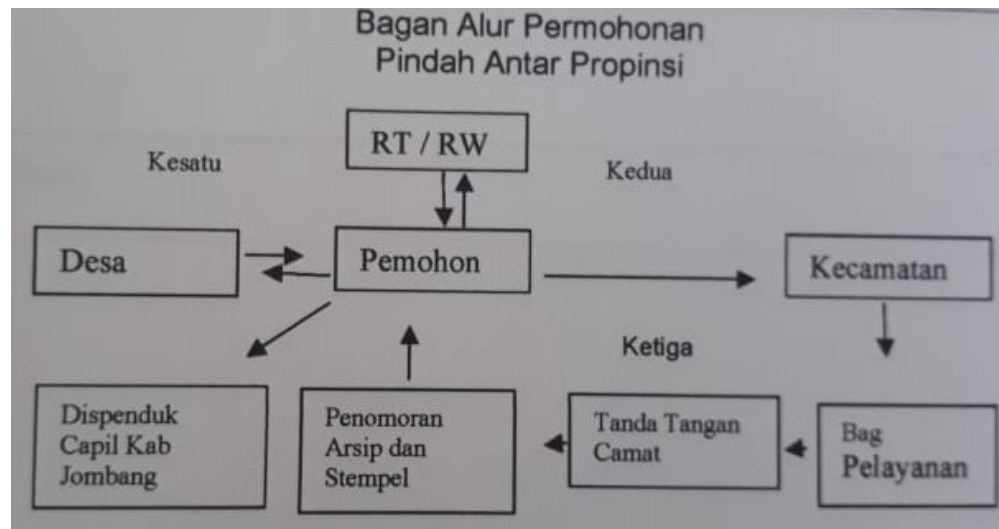 Bagan Alur Permohonan
Pindah Antar Propinsi
RT / RW
Kesatu
Kedua
Desa
Pemohon
Kecamatan
Ketiga
Dispenduk
Capil Kab
Jombang
Penomoran
Arsip dan
Stempel
Tanda Tangan
Camat
Bag
Pelayanan